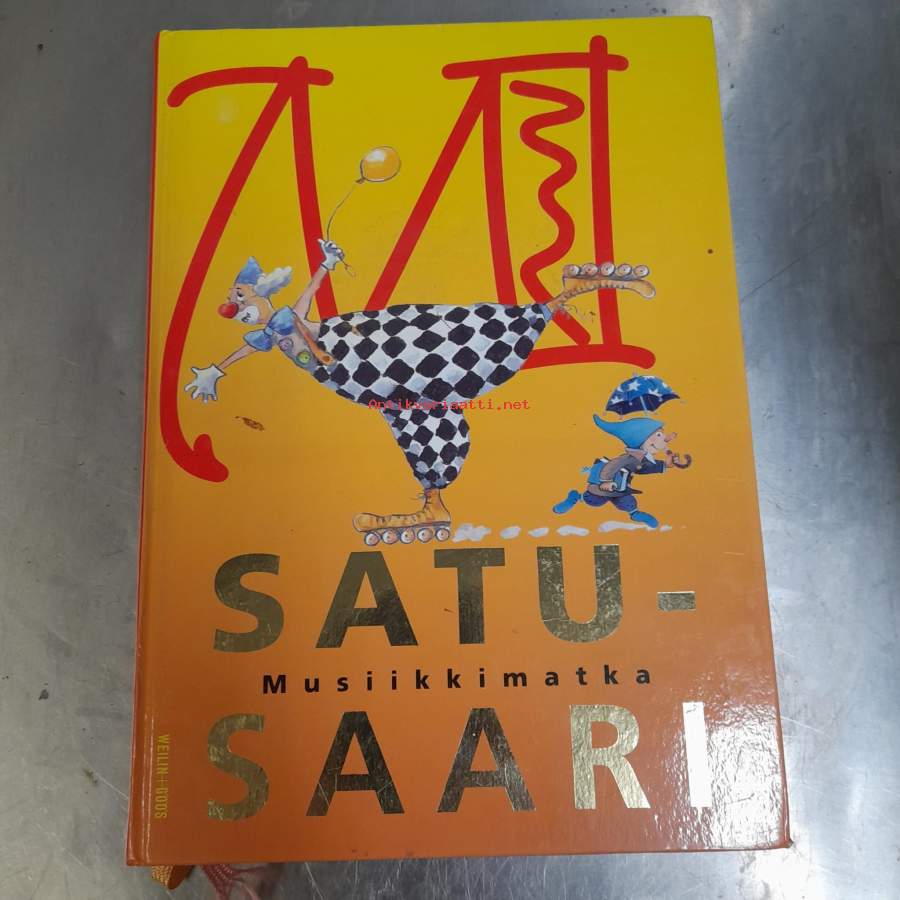 Antikvariaatti.net
SATU-
Musiikkimatka
SAARI
WEILIN+GÖÖS